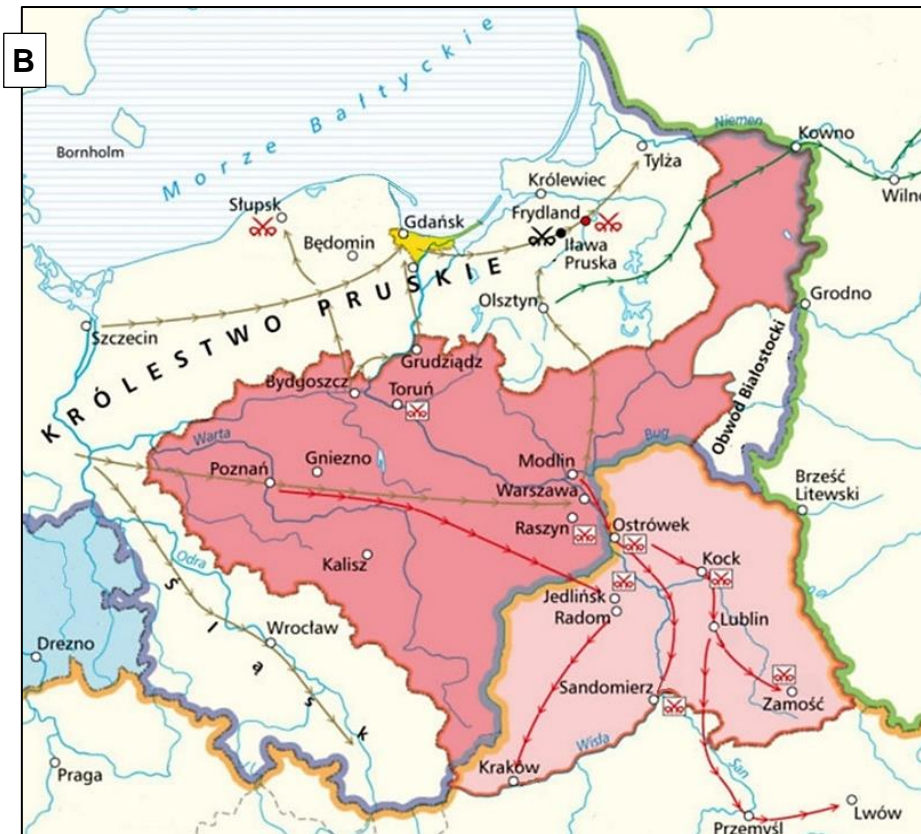 B
Morze Bałtyckie
Bornholm
Niemen
Kowno
Tylża
Wilno
Królewiec
Słupsk
Frydland
Gdańsk
Będomin
Iława
Pruska
KRÓLESTWO PRUSKIE
Olsztyn
Grodno
Szczecin
Grudziądz
Bydgoszcz
Toruń
Obwód Białostocki
Warta
Bug
Gniezno
Poznań
Modlin
Brześć
Litewski
Warszawa
Raszyn
Ostrówek
Kock
Kalisz
Odra
Jedlińsk
Radom
Lublin
Śląsk
Wrocław
Drezno
Sandomierz
Zamość
Wisła
San
Praga
Kraków
Lwów
Przemyśl